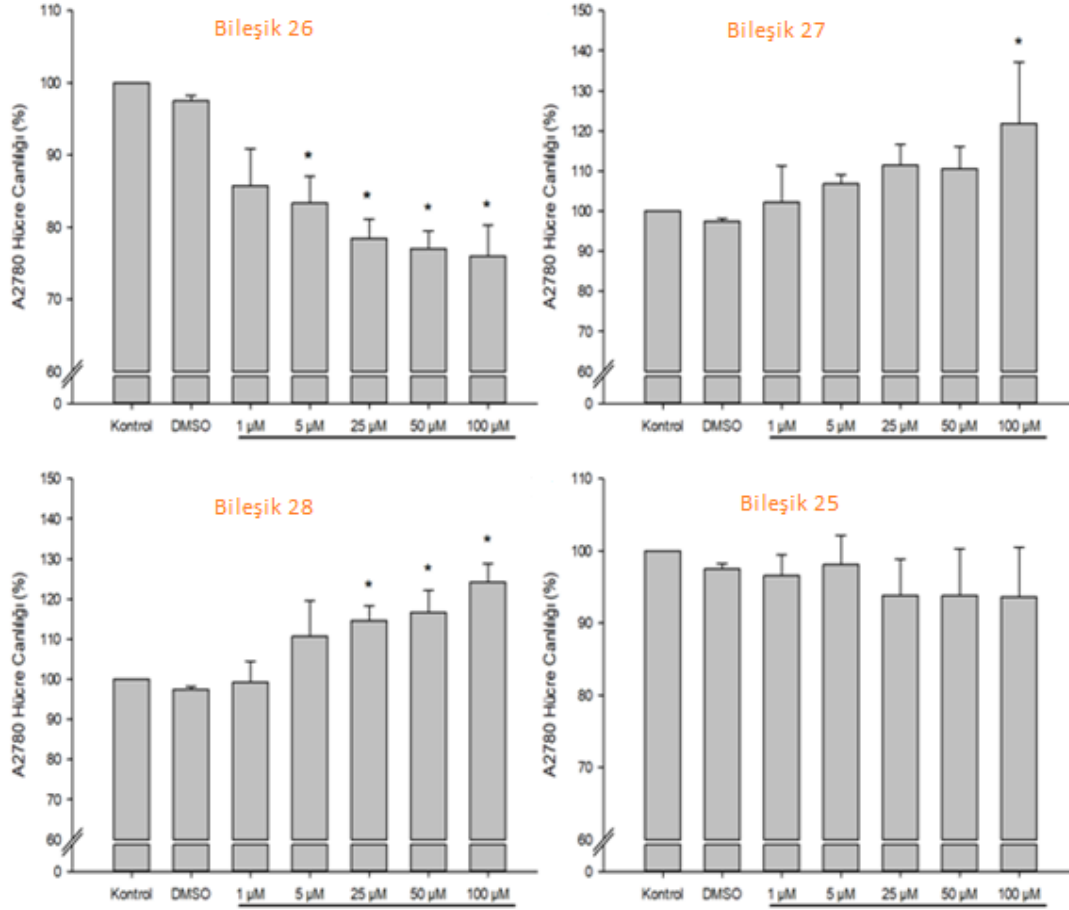 Bileşik 26
A2780 Hücre Canlılığı (%)
110
100
90
80
70
60
0
Kontrol DMSO 1 µM 5 µM 25 µM 50 µM 100 µM
* * * *
Bileşik 27
A2780 Hücre Canlılığı (%)
150
140
130
120
110
100
90
80
70
60
0
Kontrol DMSO 1 µM 5 µM 25 µM 50 µM 100 µM
*
Bileşik 28
A2780 Hücre Canlılığı (%)
150
140
130
120
110
100
90
80
70
60
0
Kontrol DMSO 1 µM 5 µM 25 µM 50 µM 100 µM
* * *
Bileşik 25
A2780 Hücre Canlılığı (%)
110
100
90
80
70
60
0
Kontrol DMSO 1 µM 5 µM 25 µM 50 µM 100 µM